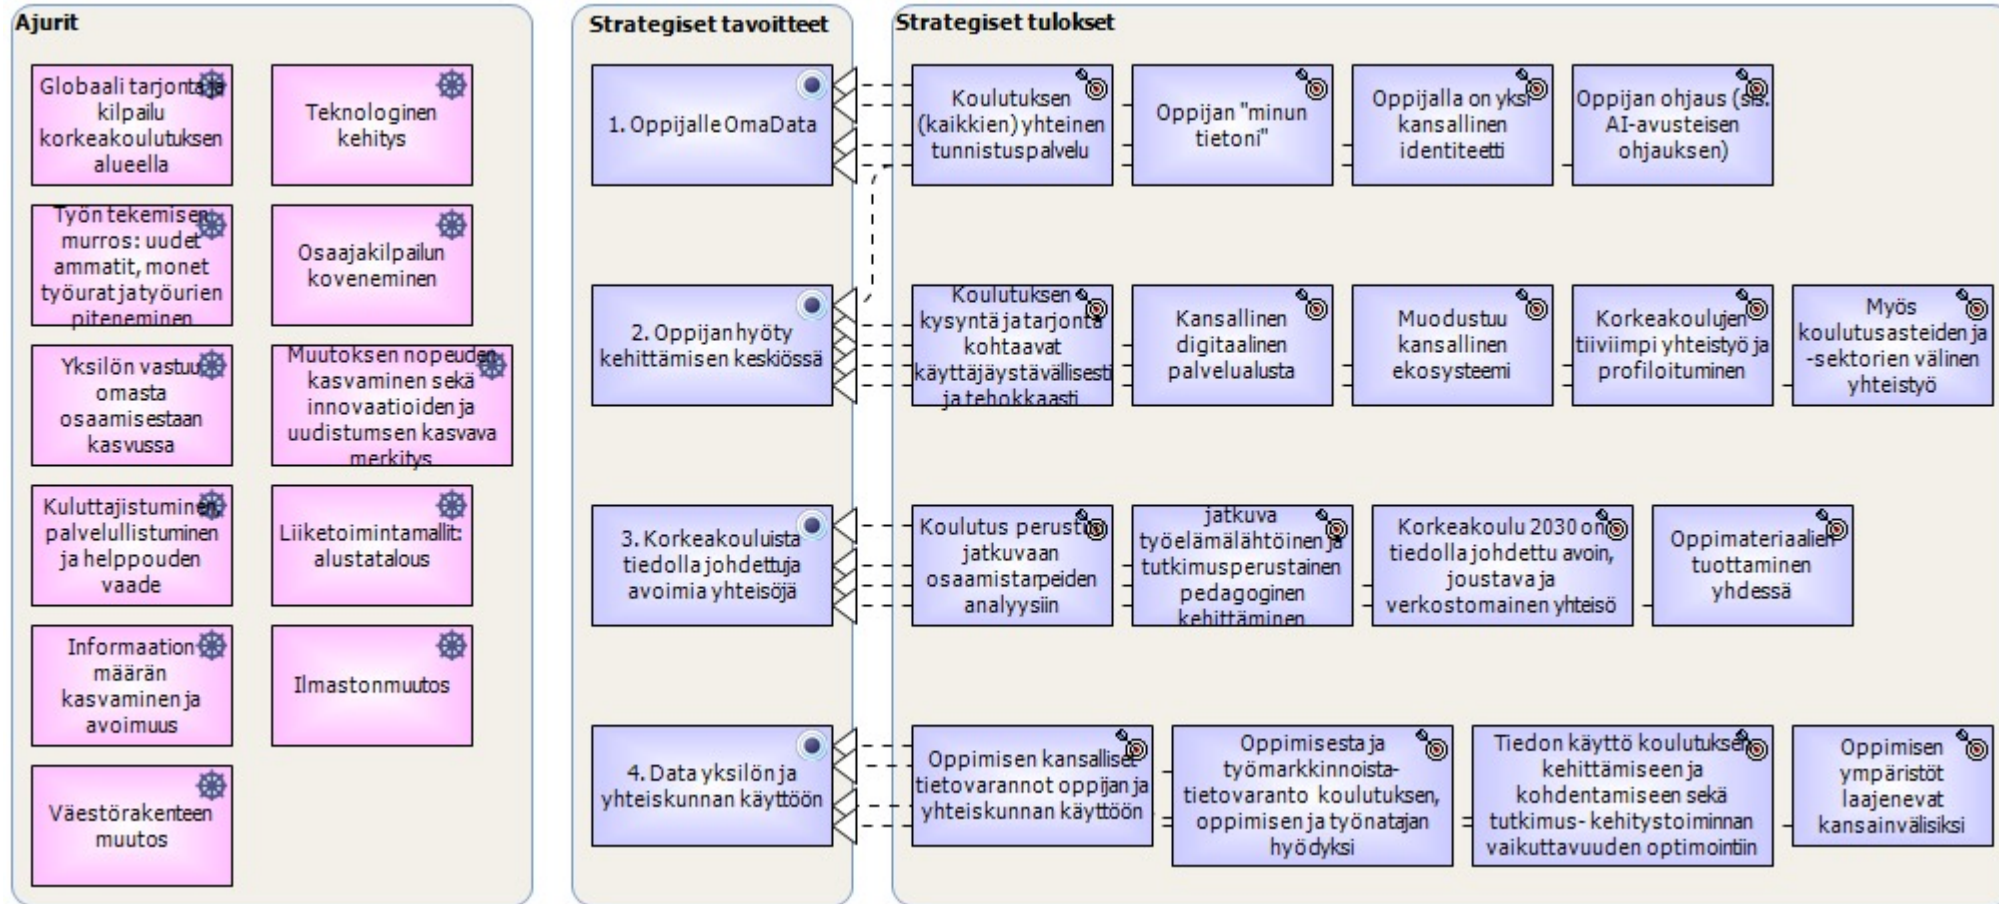 Ajurit
Globaali tarjonta ja
kilpailu
korkeakoulutuksen
alueella
Teknologinen
kehitys
Työn tekemisen
murros: uudet
ammatit, monet
työurat ja työurien
piteneminen
Osaajakilpailun
koveneminen
Yksilön vastuu
omasta
osaamisestaan
kasvussa
Muutoksen nopeuden
kasvaminen sekä
innovaatioiden ja
uudistumsen kasvava
merkitys
Kuluttajistuminen,
palvelullistuminen
ja helppouden
vaade
Liiketoimintamallit:
alustatalous
Informaation
määrän
kasvaminen ja
avoimuus
Ilmastonmuutos
Väestörakenteen
muutos
Strategiset tavoitteet
1. Oppijalle OmaData
2. Oppijan hyöty
kehittämisen keskiössä
3. Korkeakouluista
tiedolla johdettuja
avoimia yhteisöjä
4. Data yksilön ja
yhteiskunnan käyttöön
Strategiset tulokset
Koulutuksen
(kaikkien) yhteinen
tunnistuspalvelu
Oppijan "minun
tietoni"
Oppijalla on yksi
kansallinen
identiteetti
Oppijan ohjaus (sis.
AI-avusteisen
ohjauksen)
Koulutuksen
kysyntä ja tarjonta
kohtaavat
käyttäjäystävällisesti
ja tehokkaasti
Kansallinen
digitaalinen
palvelualusta
Muodostuu
kansallinen
ekosysteemi
Korkeakoulujen
tiiviimpi yhteistyö ja
profiloituminen
Myös
koulutusasteiden ja
-sektorien välinen
yhteistyö
Koulutus perustuu
jatkuvaan
osaamistarpeiden
analyysiin
jatkuva
työelämälähtöinen ja
tutkimusperustainen
pedagoginen
kehittäminen
Korkeakoulu 2030 on
tiedolla johdettu avoin,
joustava ja
verkostomainen yhteisö
Oppimateriaalien
tuottaminen
yhdessä
Oppimisen kansalliset
tietovarannot oppijan ja
yhteiskunnan käyttöön
Oppimisesta ja
työmarkkinnoista-
tietovaranto koulutuksen,
oppimisen ja työnatajan
hyödyksi
Tiedon käyttö koulutuksen
kehittämiseen ja
kohdentamiseen sekä
tutkimus- kehitystoiminnan
vaikuttavuuden optimointiin
Oppimisen
ympäristöt
laajenevat
kansainvälisiksi